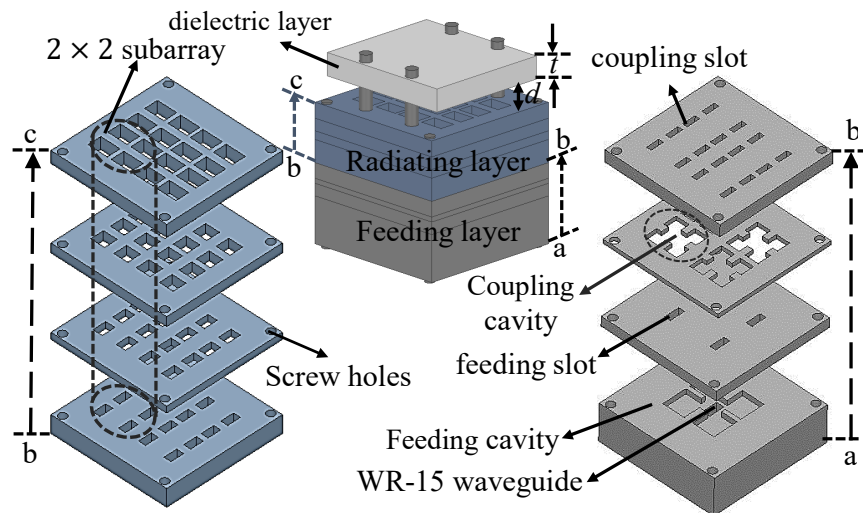 dielectric layer
2 × 2 subarray
t
coupling slot
c
c
d
b
b
b
Radiating layer
Feeding layer
a
Coupling
cavity
feeding slot
Screw holes
Feeding cavity
b
a
WR-15 waveguide